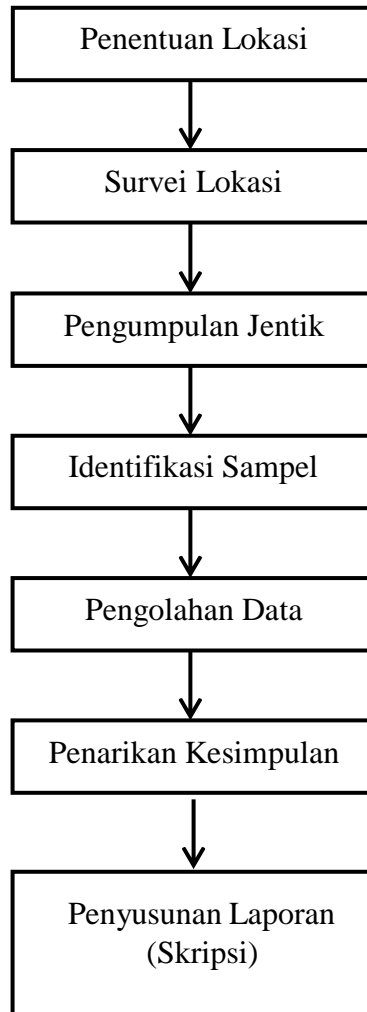 Penentuan Lokasi
Survei Lokasi
Pengumpulan Jentik
Identifikasi Sampel
Pengolahan Data
Penarikan Kesimpulan
Penyusunan Laporan
(Skripsi)